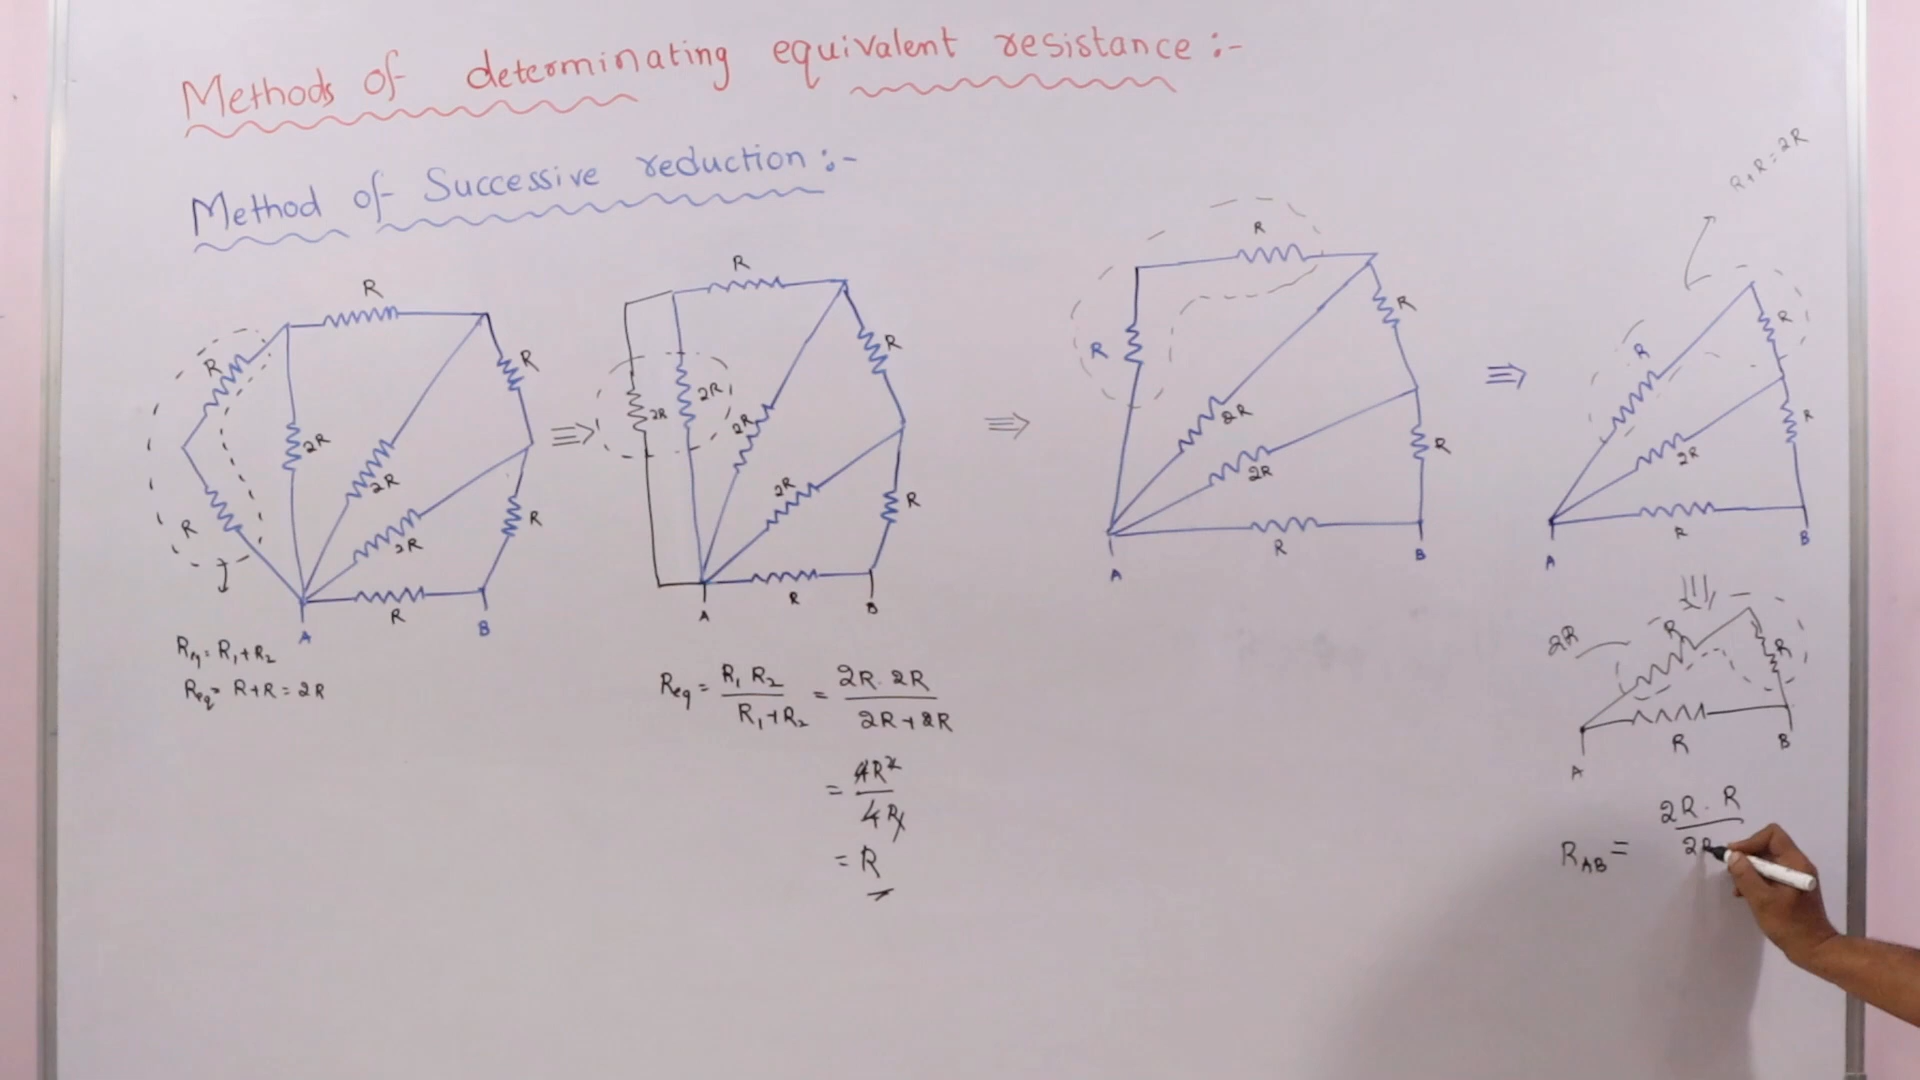 Methods of determinating equivalent resistance :-
Method of Successive reduction :-
R
R
R
2R
2R
R
2R
R
R
A
B
Req = R1 + R2
Req = R + R = 2R
⇒
R
2R
2R
2R
R
2R
R
R
A
B
Req = R1 R2 / R1 + R2 = 2R . 2R / 2R + 2R
= 4R² / 4R
= R
⇒
R
R
R
2R
2R
R
R
A
B
⇒
R + R = 2R
R
R
2R
R
R
A
B
2R
R
R
R
A
B
RAB = 2R . R / 2R